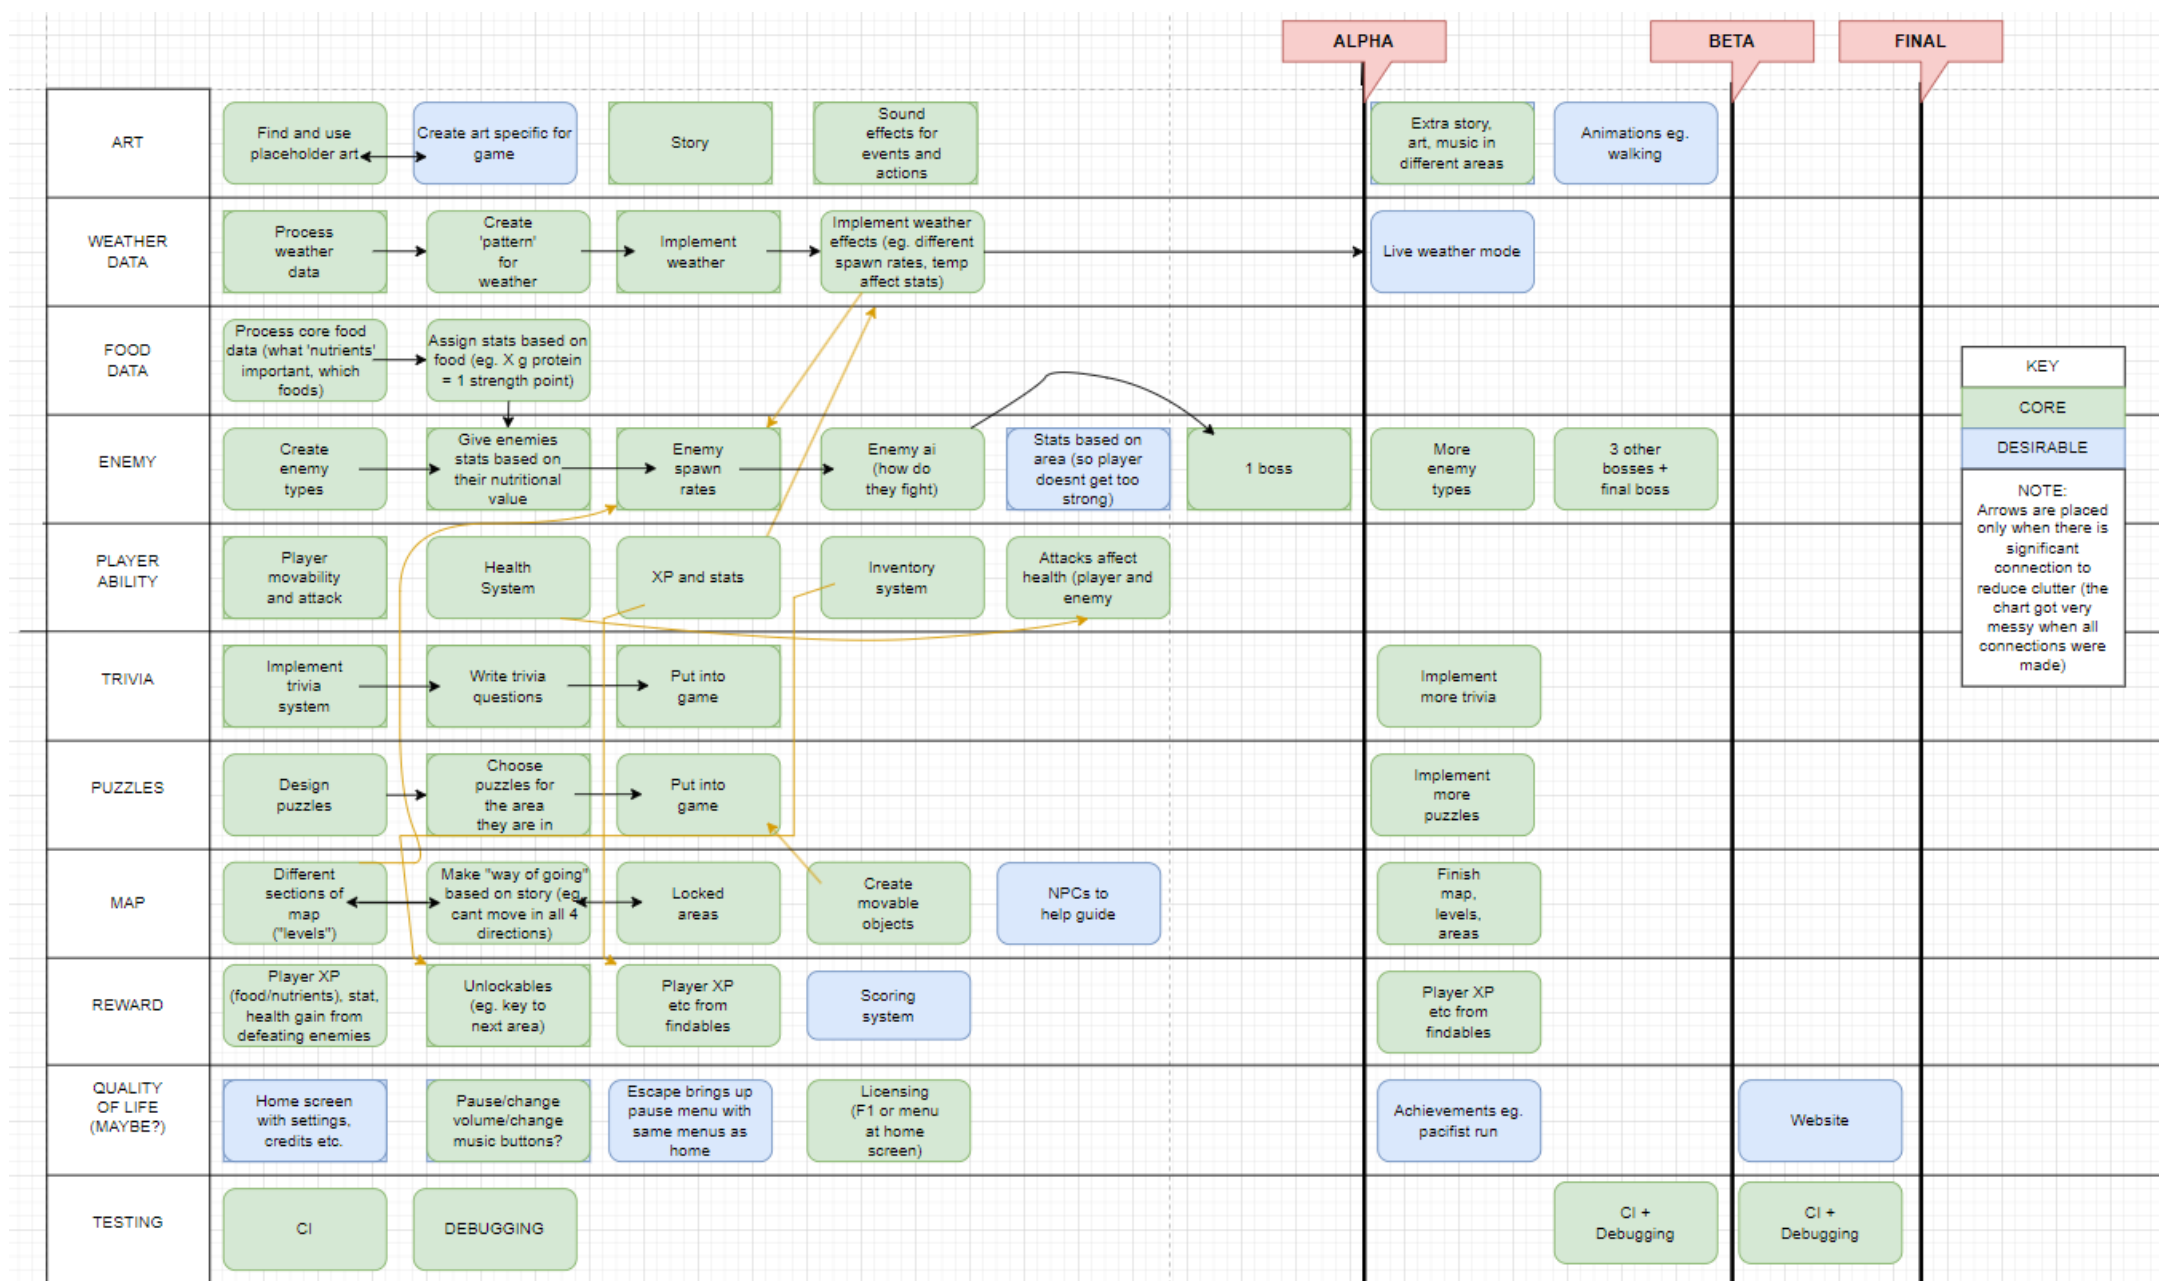 ALPHA
BETA
FINAL
ART
Find and use
placeholder art
Create art specific for
game
Story
Sound
effects for
events and
actions
Extra story,
art, music in
different areas
Animations eg.
walking
WEATHER
DATA
Process
weather
data
Create
'pattern'
for
weather
Implement
weather
Implement weather
effects (eg. different
spawn rates, temp
affect stats)
Live weather mode
FOOD
DATA
Process core food
data (what 'nutrients'
important, which
foods)
Assign stats based on
food (eg. X g protein
= 1 strength point)
ENEMY
Create
enemy
types
Give enemies
stats based on
their nutritional
value
Enemy
spawn
rates
Enemy ai
(how do
they fight)
Stats based on
area (so player
doesnt get too
strong)
1 boss
More
enemy
types
3 other
bosses +
final boss
PLAYER
ABILITY
Player
movability
and attack
Health
System
XP and stats
Inventory
system
Attacks affect
health (player and
enemy
TRIVIA
Implement
trivia
system
Write trivia
questions
Put into
game
Implement
more trivia
PUZZLES
Design
puzzles
Choose
puzzles for
the area
they are in
Put into
game
Implement
more
puzzles
MAP
Different
sections of
map
("levels")
Make "way of going"
based on story (eg
cant move in all 4
directions)
Locked
areas
Create
movable
objects
NPCs to
help guide
Finish
map,
levels,
areas
REWARD
Player XP
(food/nutrients), stat,
health gain from
defeating enemies
Unlockables
(eg. key to
next area)
Player XP
etc from
findables
Scoring
system
Player XP
etc from
findables
QUALITY
OF LIFE
(MAYBE?)
Home screen
with settings,
credits etc.
Pause/change
volume/change
music buttons?
Escape brings up
pause menu with
same menus as
home
Licensing
(F1 or menu
at home
screen)
Achievements eg.
pacifist run
Website
TESTING
CI
DEBUGGING
CI +
Debugging
CI +
Debugging
KEY
CORE
DESIRABLE
NOTE:
Arrows are placed
only when there is
significant
connection to
reduce clutter (the
chart got very
messy when all
connections were
made)